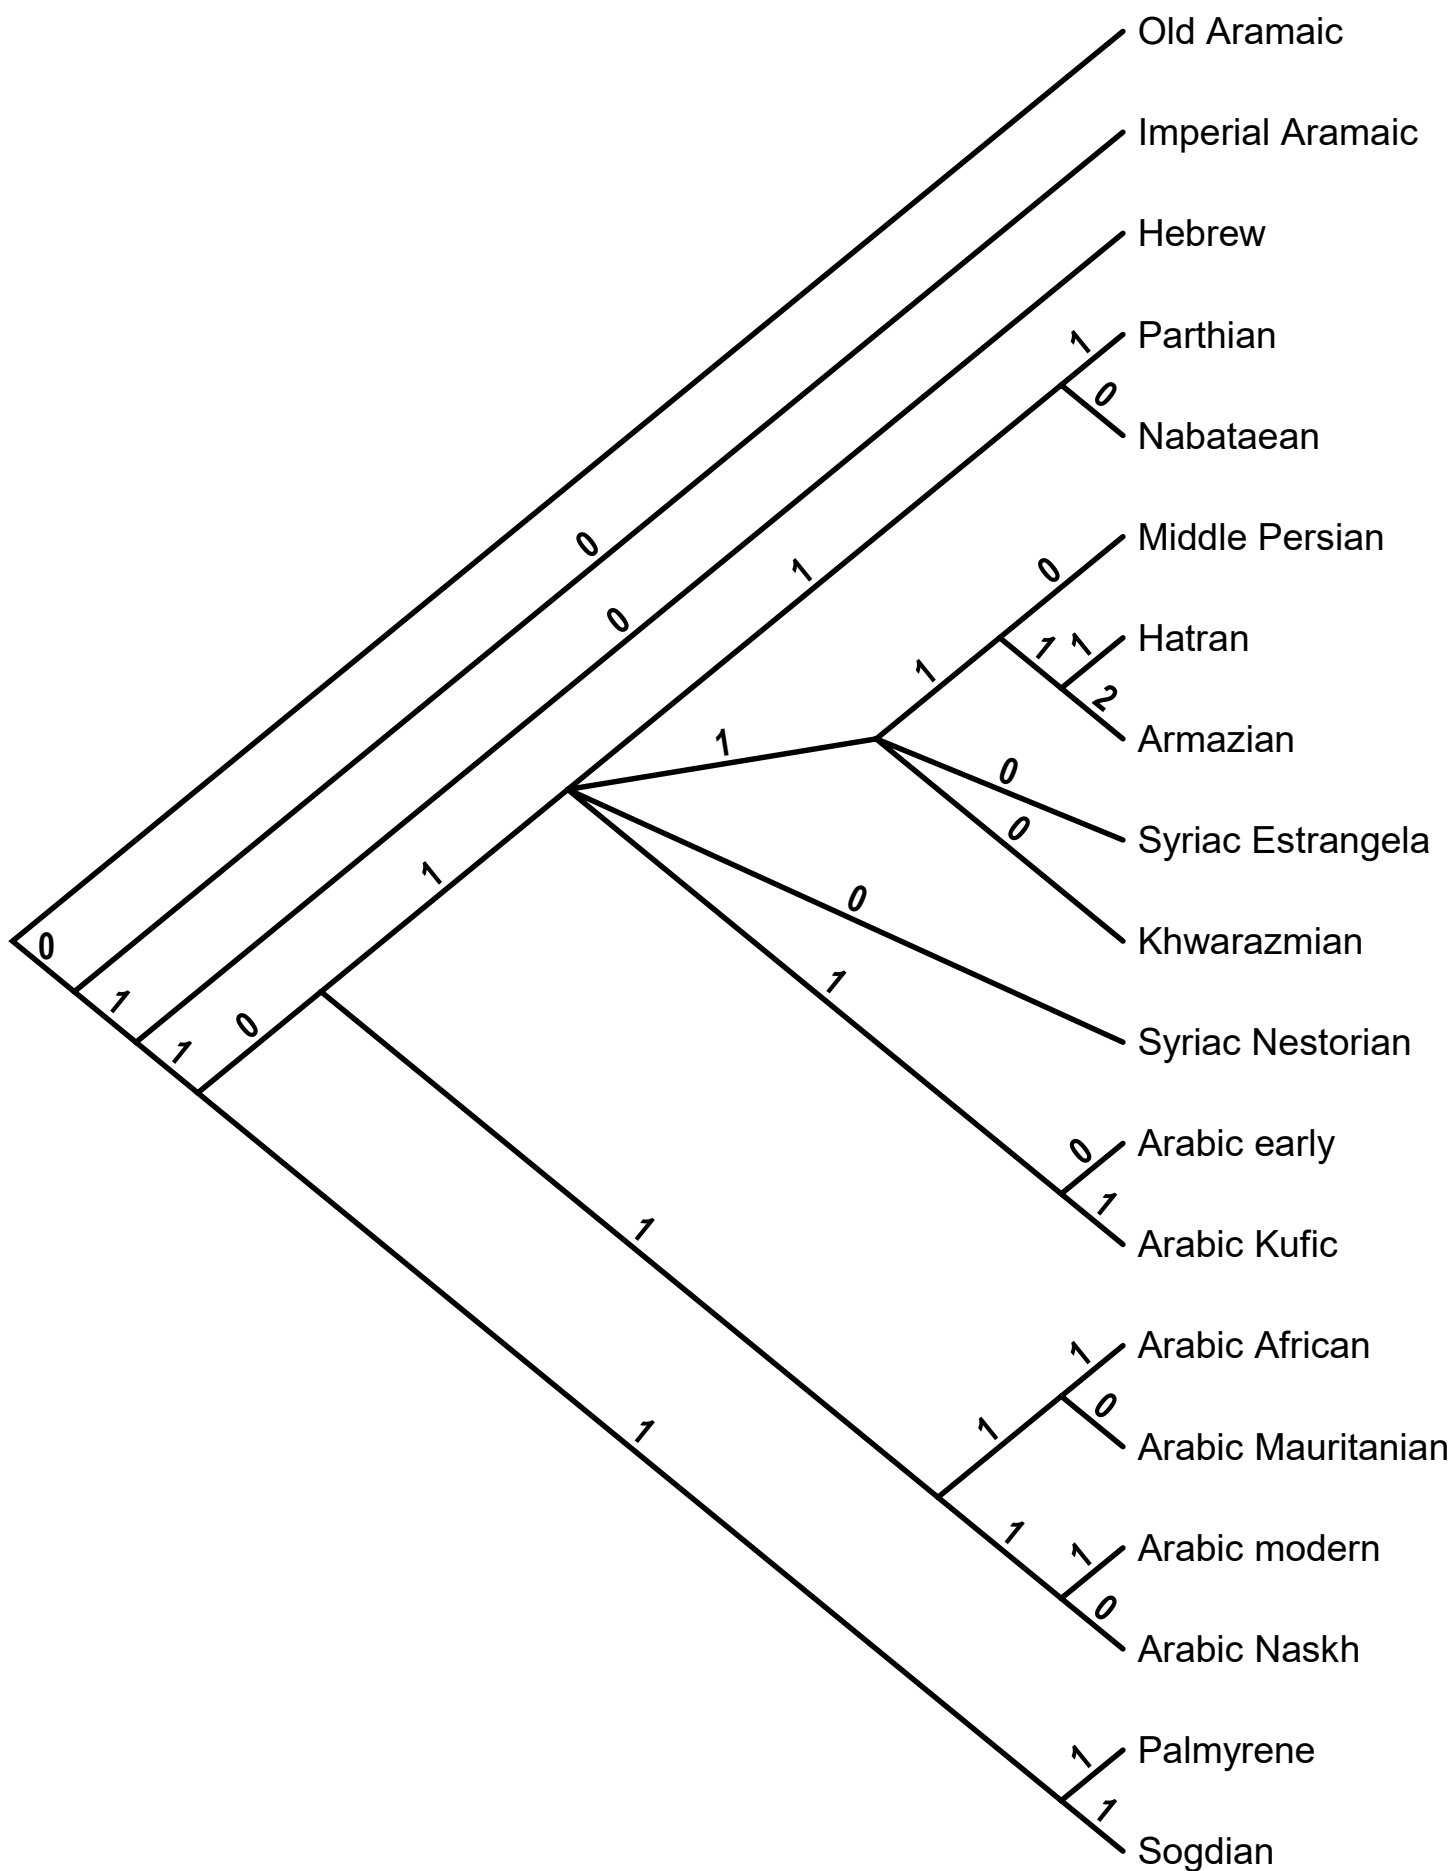 Old Aramaic
Imperial Aramaic
Hebrew
1 Parthian
0
Nabataean
0
1
0 Middle Persian
0
1 1 Hatran
1
2
1
Armazian
0
0
Syriac Estrangela
1
0
0
Khwarazmian
1
1
0
1
Syriac Nestorian
0 Arabic early
1
1
Arabic Kufic
1 Arabic African
0
1
1
Arabic Mauritanian
1
1 Arabic modern
0
Arabic Naskh
1 Palmyrene
1
Sogdian